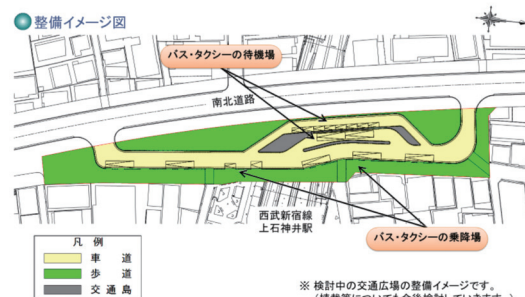 整備イメージ図
バス・タクシーの待機場
南北道路
西武新宿線
上石神井駅
バス・タクシーの乗降場
凡 例
車 道
歩 道
交 通 島
※ 検討中の交通広場の整備イメージです。